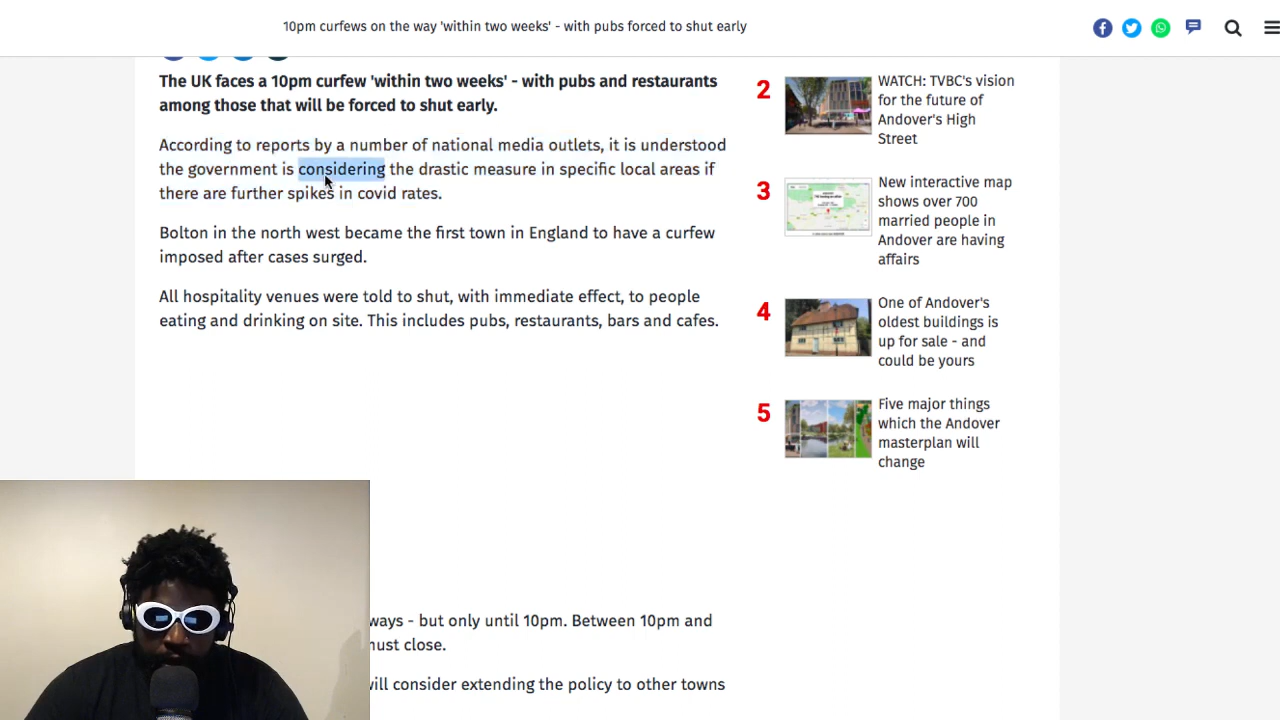 10pm curfews on the way 'within two weeks' - with pubs forced to shut early
The UK faces a 10pm curfew 'within two weeks' - with pubs and restaurants
among those that will be forced to shut early.
According to reports by a number of national media outlets, it is understood
the government is considering the drastic measure in specific local areas if
there are further spikes in covid rates.
Bolton in the north west became the first town in England to have a curfew
imposed after cases surged.
All hospitality venues were told to shut, with immediate effect, to people
eating and drinking on site. This includes pubs, restaurants, bars and cafes.
ways - but only until 10pm. Between 10pm and
must close.
will consider extending the policy to other towns
2
WATCH: TVBC's vision
for the future of
Andover's High
Street
3
New interactive map
shows over 700
married people in
Andover are having
affairs
4
One of Andover's
oldest buildings is
up for sale - and
could be yours
5
Five major things
which the Andover
masterplan will
change